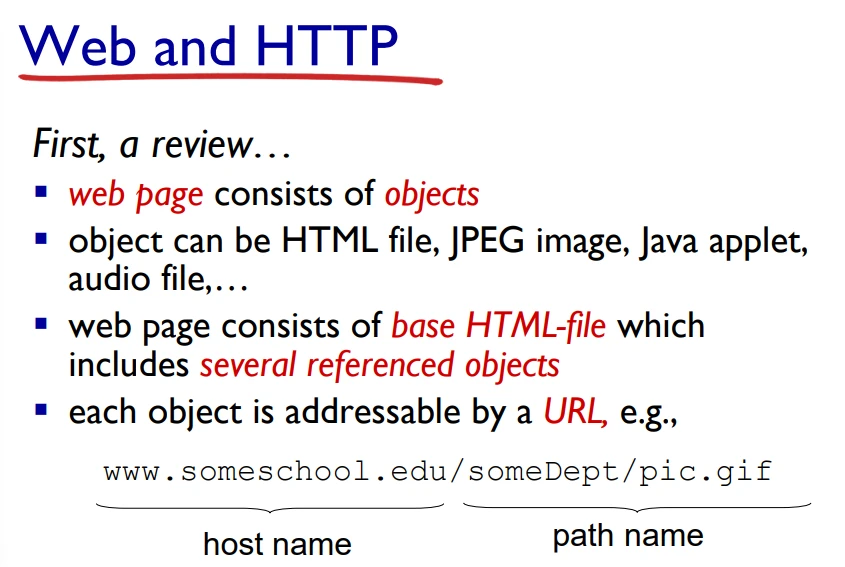 Web and HTTP
First, a review…
web page consists of objects
object can be HTML file, JPEG image, Java applet,
audio file,…
web page consists of base HTML-file which
includes several referenced objects
each object is addressable by a URL, e.g.,
www.someschool.edu/someDept/pic.gif
host name
path name